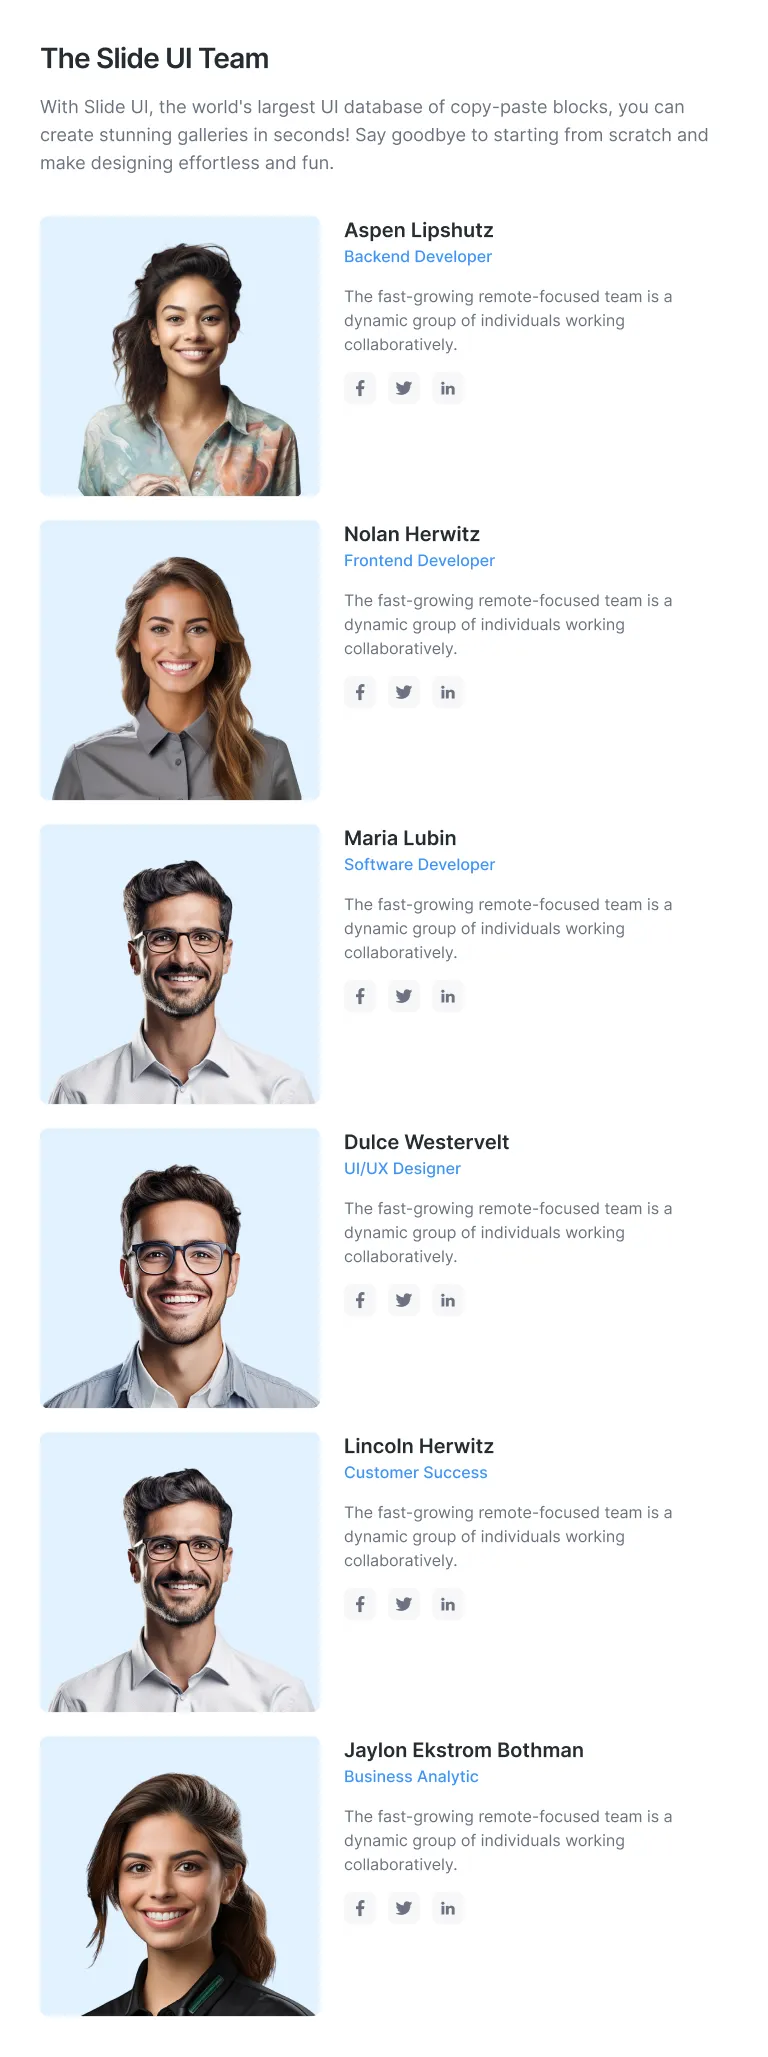 The Slide UI Team
With Slide UI, the world's largest UI database of copy-paste blocks, you can
create stunning galleries in seconds! Say goodbye to starting from scratch and
make designing effortless and fun.
Aspen Lipshutz
Backend Developer
The fast-growing remote-focused team is a
dynamic group of individuals working
collaboratively.
Nolan Herwitz
Frontend Developer
The fast-growing remote-focused team is a
dynamic group of individuals working
collaboratively.
Maria Lubin
Software Developer
The fast-growing remote-focused team is a
dynamic group of individuals working
collaboratively.
Dulce Westervelt
UI/UX Designer
The fast-growing remote-focused team is a
dynamic group of individuals working
collaboratively.
Lincoln Herwitz
Customer Success
The fast-growing remote-focused team is a
dynamic group of individuals working
collaboratively.
Jaylon Ekstrom Bothman
Business Analytic
The fast-growing remote-focused team is a
dynamic group of individuals working
collaboratively.